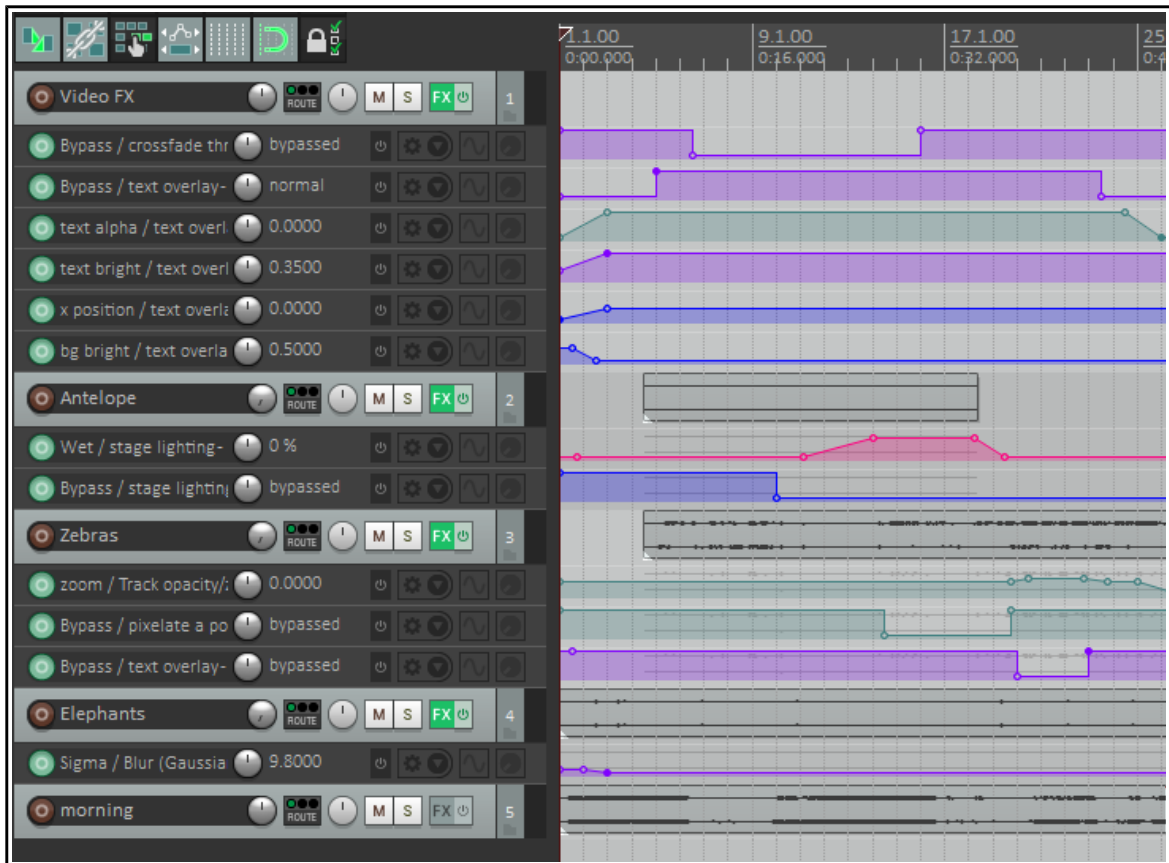 1.1.00 9.1.00 17.1.00 25
0:00.000 0:16.000 0:32.000 0:4
Video FX ROUTE M S FX 1
Bypass / crossfade thr bypassed
Bypass / text overlay- normal
text alpha / text overl 0.0000
text bright / text overl 0.3500
x position / text overla 0.0000
bg bright / text overla 0.5000
Antelope ROUTE M S FX 2
Wet / stage lighting- 0 %
Bypass / stage lighting bypassed
Zebras ROUTE M S FX 3
zoom / Track opacity/z 0.0000
Bypass / pixelate a po bypassed
Bypass / text overlay- bypassed
Elephants ROUTE M S FX 4
Sigma / Blur (Gaussia 9.8000
morning ROUTE M S FX 5